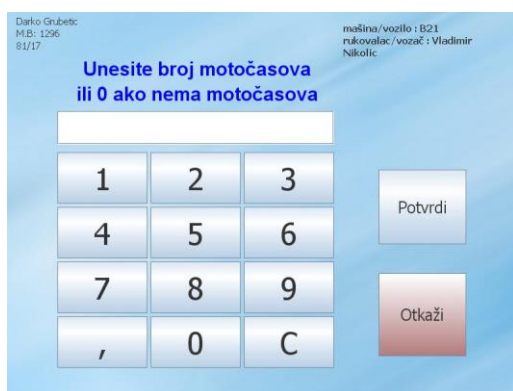 Darko Grubetic
M.B: 1296
81/17
mašina/vozilo : B21
rukovalac/vozač : Vladimir
Nikolic
Unesite broj motočasova
ili 0 ako nema motočasova
1 2 3
4 5 6
7 8 9
, 0 C
Potvrdi
Otkaži